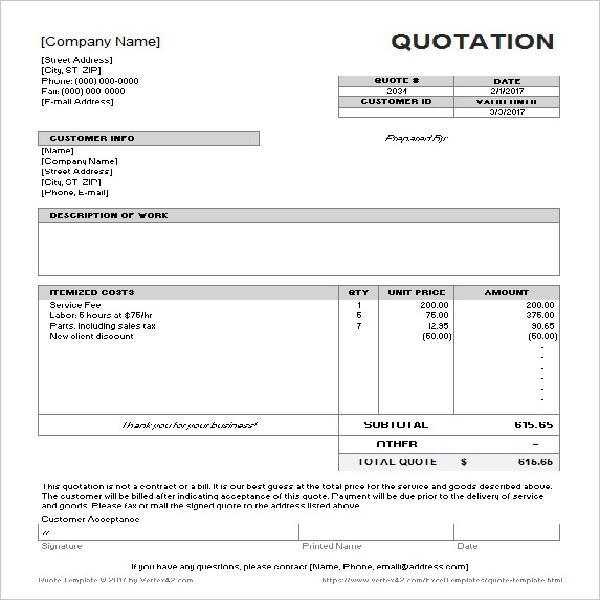 [Company Name]
QUOTATION
[Street Address]
[City, ST ZIP]
Phone: (000) 000-0000
Fax: (000) 000-0000
[E-mail Address]
QUOTE # DATE
2034 2/1/2017
CUSTOMER ID VALID UNTIL
3/3/2017
CUSTOMER INFO
Prepared By:
[Name]
[Company Name]
[Street Address]
[City, ST ZIP]
[Phone, E-mail]
DESCRIPTION OF WORK
ITEMIZED COSTS QTY UNIT PRICE AMOUNT
Service Fee 1 200.00 200.00
Labor: 5 hours at $75/hr 5 75.00 375.00
Parts, including sales tax 7 12.95 90.65
New client discount (50.00) (50.00)
-
-
-
-
-
-
-
Thank you for your business!
SUBTOTAL 615.65
OTHER -
TOTAL QUOTE $ 615.65
This quotation is not a contract or a bill. It is our best guess at the total price for the service and goods described above.
The customer will be billed after indicating acceptance of this quote. Payment will be due prior to the delivery of service
and goods. Please fax or mail the signed quote to the address listed above.
Customer Acceptance
Signature Printed Name Date
If you have any questions, please contact [Name, Phone, email@address.com]
Quote Template © 2017 by Vertex42.com https://www.vertex42.com/ExcelTemplates/quote-template.html